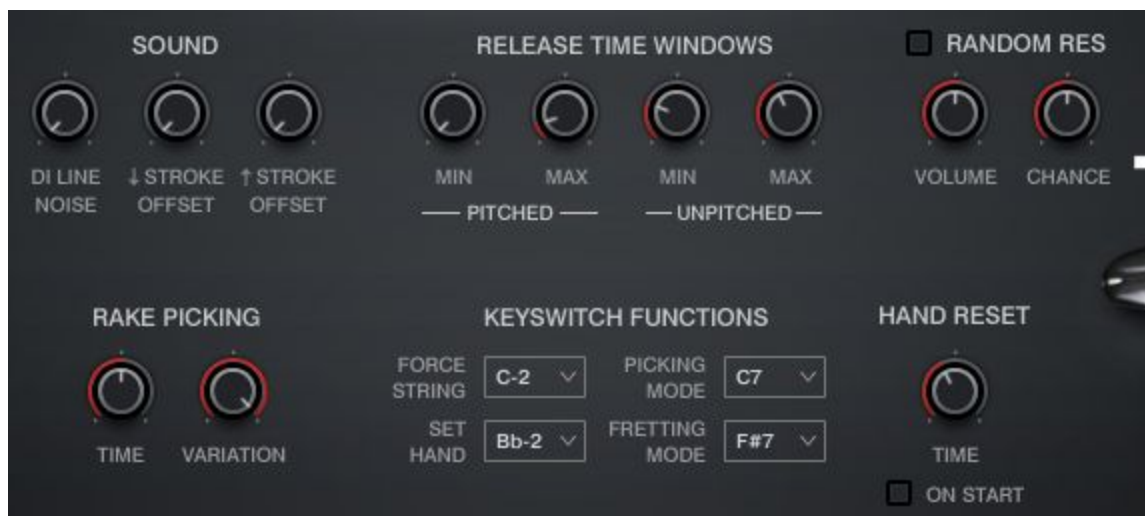 SOUND
RELEASE TIME WINDOWS
RANDOM RES
DI LINE NOISE
↓ STROKE OFFSET
↑ STROKE OFFSET
MIN
MAX
MIN
MAX
PITCHED
UNPITCHED
VOLUME
CHANCE
RAKE PICKING
KEYSWITCH FUNCTIONS
HAND RESET
TIME
VARIATION
FORCE STRING
C-2
PICKING MODE
C7
SET HAND
Bb-2
FRETTING MODE
F#7
TIME
ON START